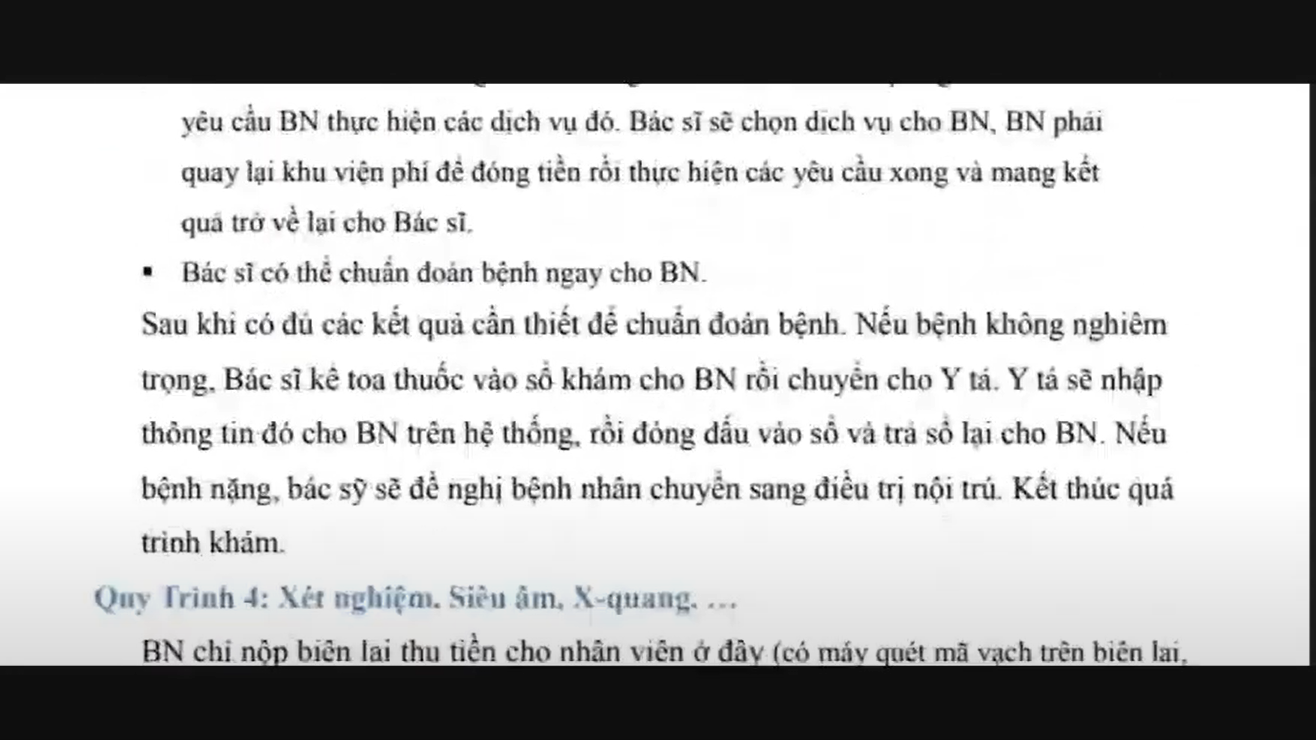 yêu cầu BN thực hiện các dịch vụ đó. Bác sĩ sẽ chọn dịch vụ cho BN, BN phải
quay lại khu viện phí để đóng tiền rồi thực hiện các yêu cầu xong và mang kết
quả trở về lại cho Bác sĩ.
▪ Bác sĩ có thể chuẩn đoán bệnh ngay cho BN.
Sau khi có đủ các kết quả cần thiết để chuẩn đoán bệnh. Nếu bệnh không nghiêm
trọng, Bác sĩ kê toa thuốc vào sổ khám cho BN rồi chuyển cho Y tá. Y tá sẽ nhập
thông tin đó cho BN trên hệ thống, rồi đóng dấu vào sổ và trả sổ lại cho BN. Nếu
bệnh nặng, bác sỹ sẽ đề nghị bệnh nhân chuyển sang điều trị nội trú. Kết thúc quá
trình khám.
Quy Trình 4: Xét nghiệm, Siêu âm, X-quang, …
BN chỉ nộp biên lai thu tiền cho nhân viên ở đây (có máy quét mã vạch trên biên lai,